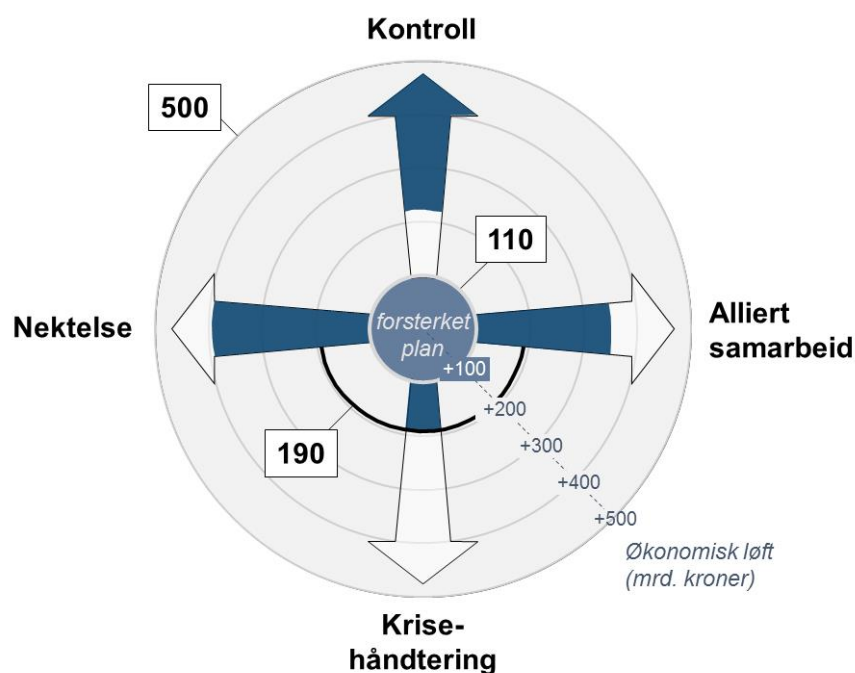 Kontroll
500
110
Nektelse
forsterket
plan
Alliert
samarbeid
+100
+200
190
+300
+400
+500
Økonomisk løft
(mrd. kroner)
Krise-
håndtering